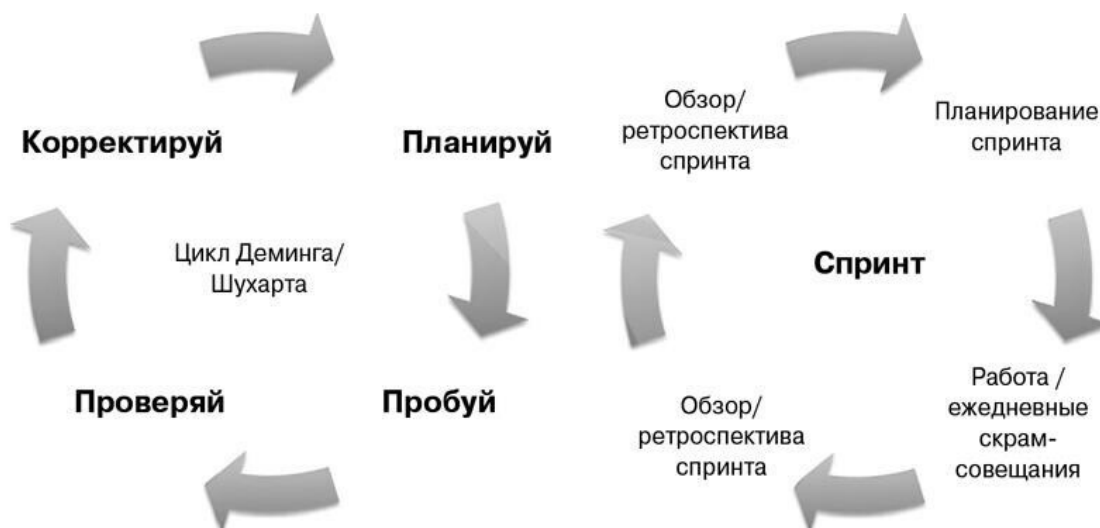 Корректируй
Планируй
Цикл Деминга/
Шухарта
Проверяй
Пробуй
Обзор/
ретроспектива
спринта
Планирование
спринта
Спринт
Обзор/
ретроспектива
спринта
Работа /
ежедневные
скрам-
совещания